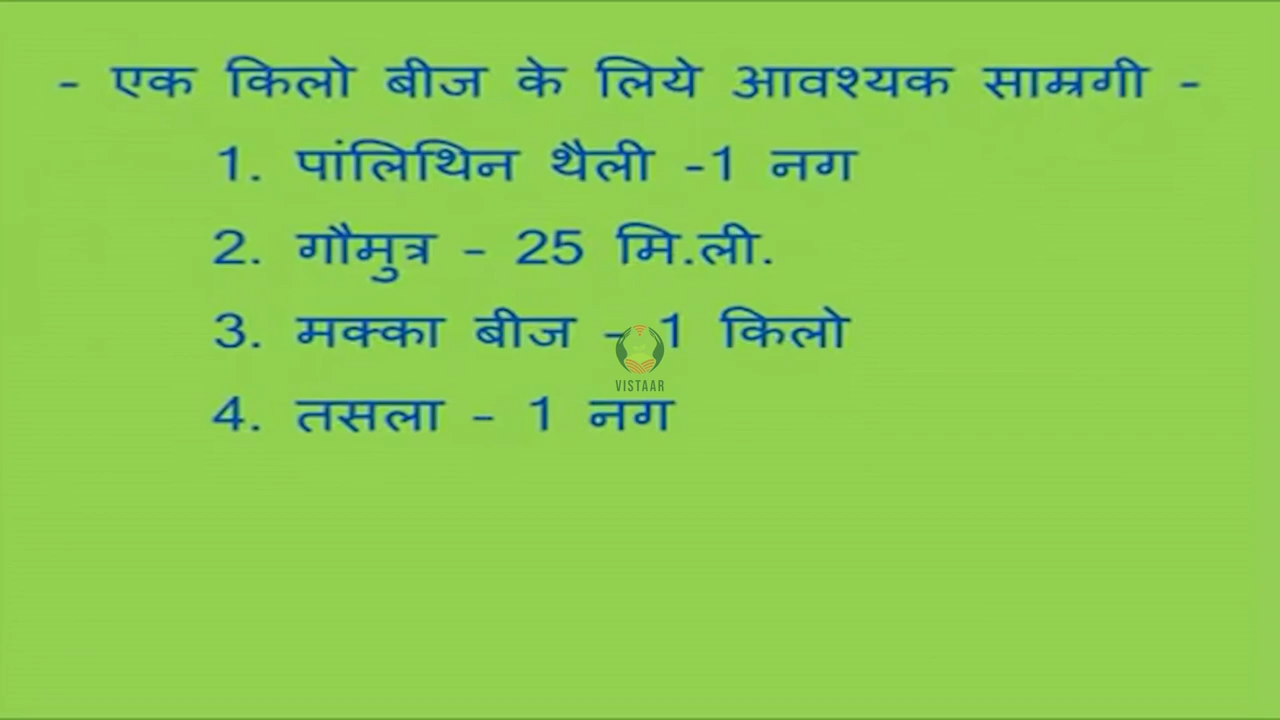 - एक किलो बीज के लिये आवश्यक साम्रगी -
1. पांलिथिन थैली -1 नग
2. गौमुत्र - 25 मि.ली.
3. मक्का बीज - 1 किलो
VISTAAR
4. तसला - 1 नग